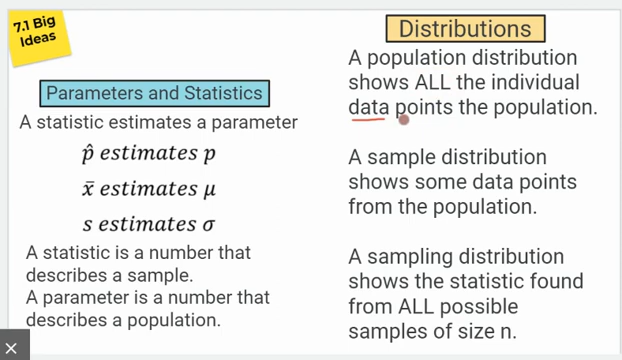 7.1 Big
Ideas
Parameters and Statistics
A statistic estimates a parameter
p̂ estimates p
x̄ estimates μ
s estimates σ
A statistic is a number that
describes a sample.
A parameter is a number that
describes a population.
Distributions
A population distribution
shows ALL the individual
data points the population.
A sample distribution
shows some data points
from the population.
A sampling distribution
shows the statistic found
from ALL possible
samples of size n.